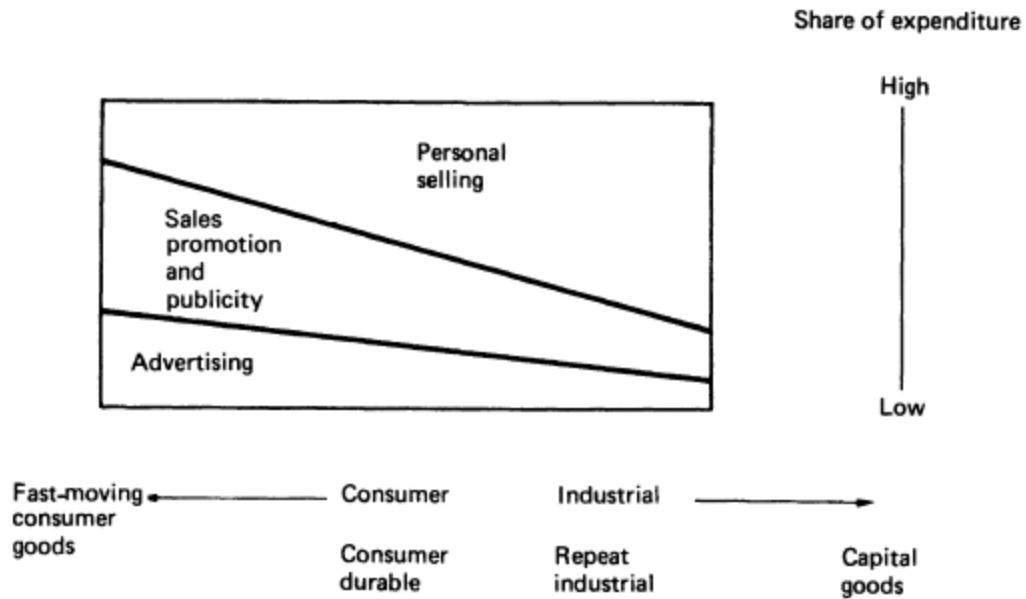 Share of expenditure
High
Personal
selling
Sales
promotion
and
publicity
Advertising
Low
Fast-moving
consumer
goods
Consumer
Industrial
Consumer
durable
Repeat
industrial
Capital
goods